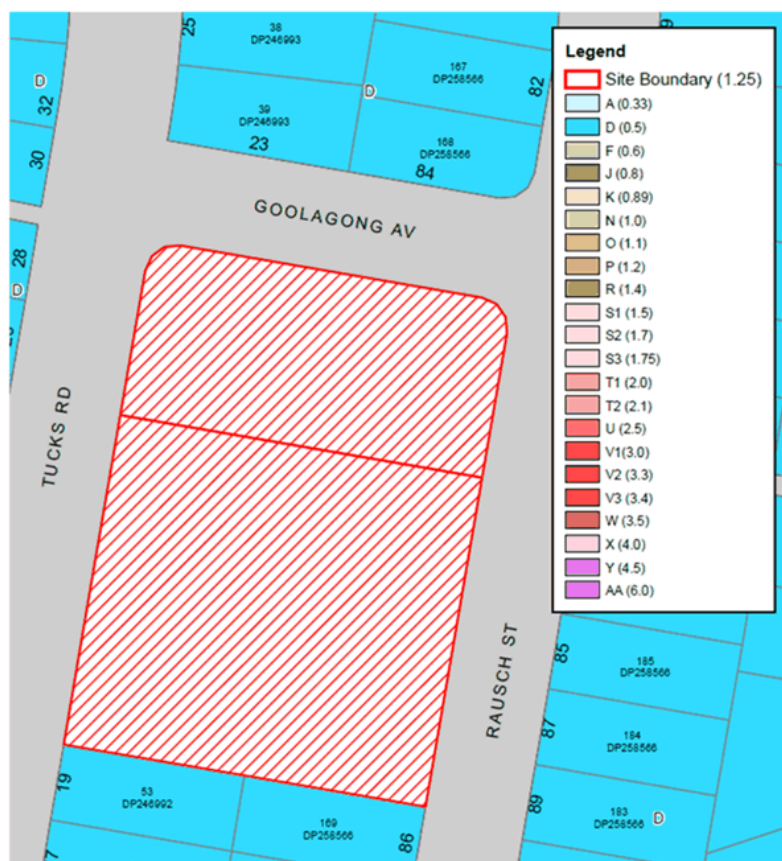 25
38
DP246993
167
DP258566
D
32
D
82
39
DP246993
23
168
DP258566
84
30
GOOLAGONG AV
28
D
TUCKS RD
RAUSCH ST
19
53
DP246992
169
DP258566
86
85
185
DP258566
87
184
DP258566
89
183
DP258566
D
Legend
Site Boundary (1.25)
A (0.33)
D (0.5)
F (0.6)
J (0.8)
K (0.89)
N (1.0)
O (1.1)
P (1.2)
R (1.4)
S1 (1.5)
S2 (1.7)
S3 (1.75)
T1 (2.0)
T2 (2.1)
U (2.5)
V1(3.0)
V2 (3.3)
V3 (3.4)
W (3.5)
X (4.0)
Y (4.5)
AA (6.0)